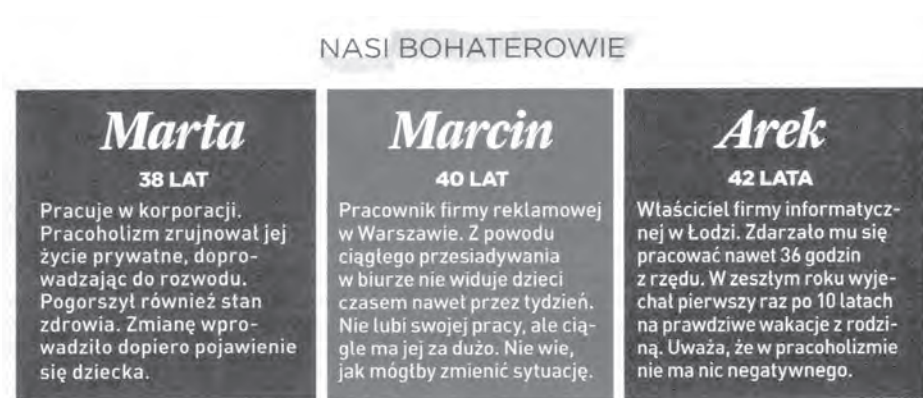 NASI BOHATEROWIE
Marta
38 LAT
Pracuje w korporacji.
Pracoholizm zrujnował jej
życie prywatne, dopro-
wadzając do rozwodu.
Pogorszył również stan
zdrowia. Zmianę wpro-
wadziło dopiero pojawienie
się dziecka.
Marcin
40 LAT
Pracownik firmy reklamowej
w Warszawie. Z powodu
ciągłego przesiadywania
w biurze nie widuje dzieci
czasem nawet przez tydzień.
Nie lubi swojej pracy, ale cią-
gle ma jej za dużo. Nie wie,
jak mógłby zmienić sytuację.
Arek
42 LATA
Właściciel firmy informatycz-
nej w Łodzi. Zdarzało mu się
pracować nawet 36 godzin
z rzędu. W zeszłym roku wyje-
chał pierwszy raz po 10 latach
na prawdziwe wakacje z rodzi-
ną. Uważa, że w pracoholizmie
nie ma nic negatywnego.